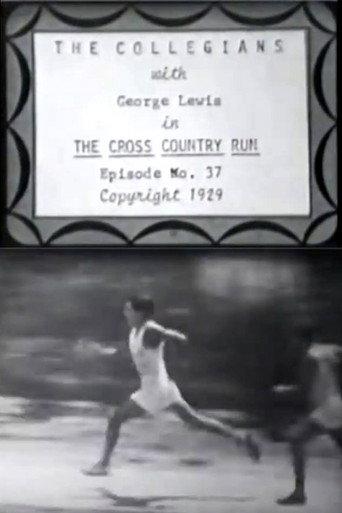 THE COLLEGIANS
with
George Lewis
in
THE CROSS COUNTRY RUN
Episode No. 37
Copyright 1929